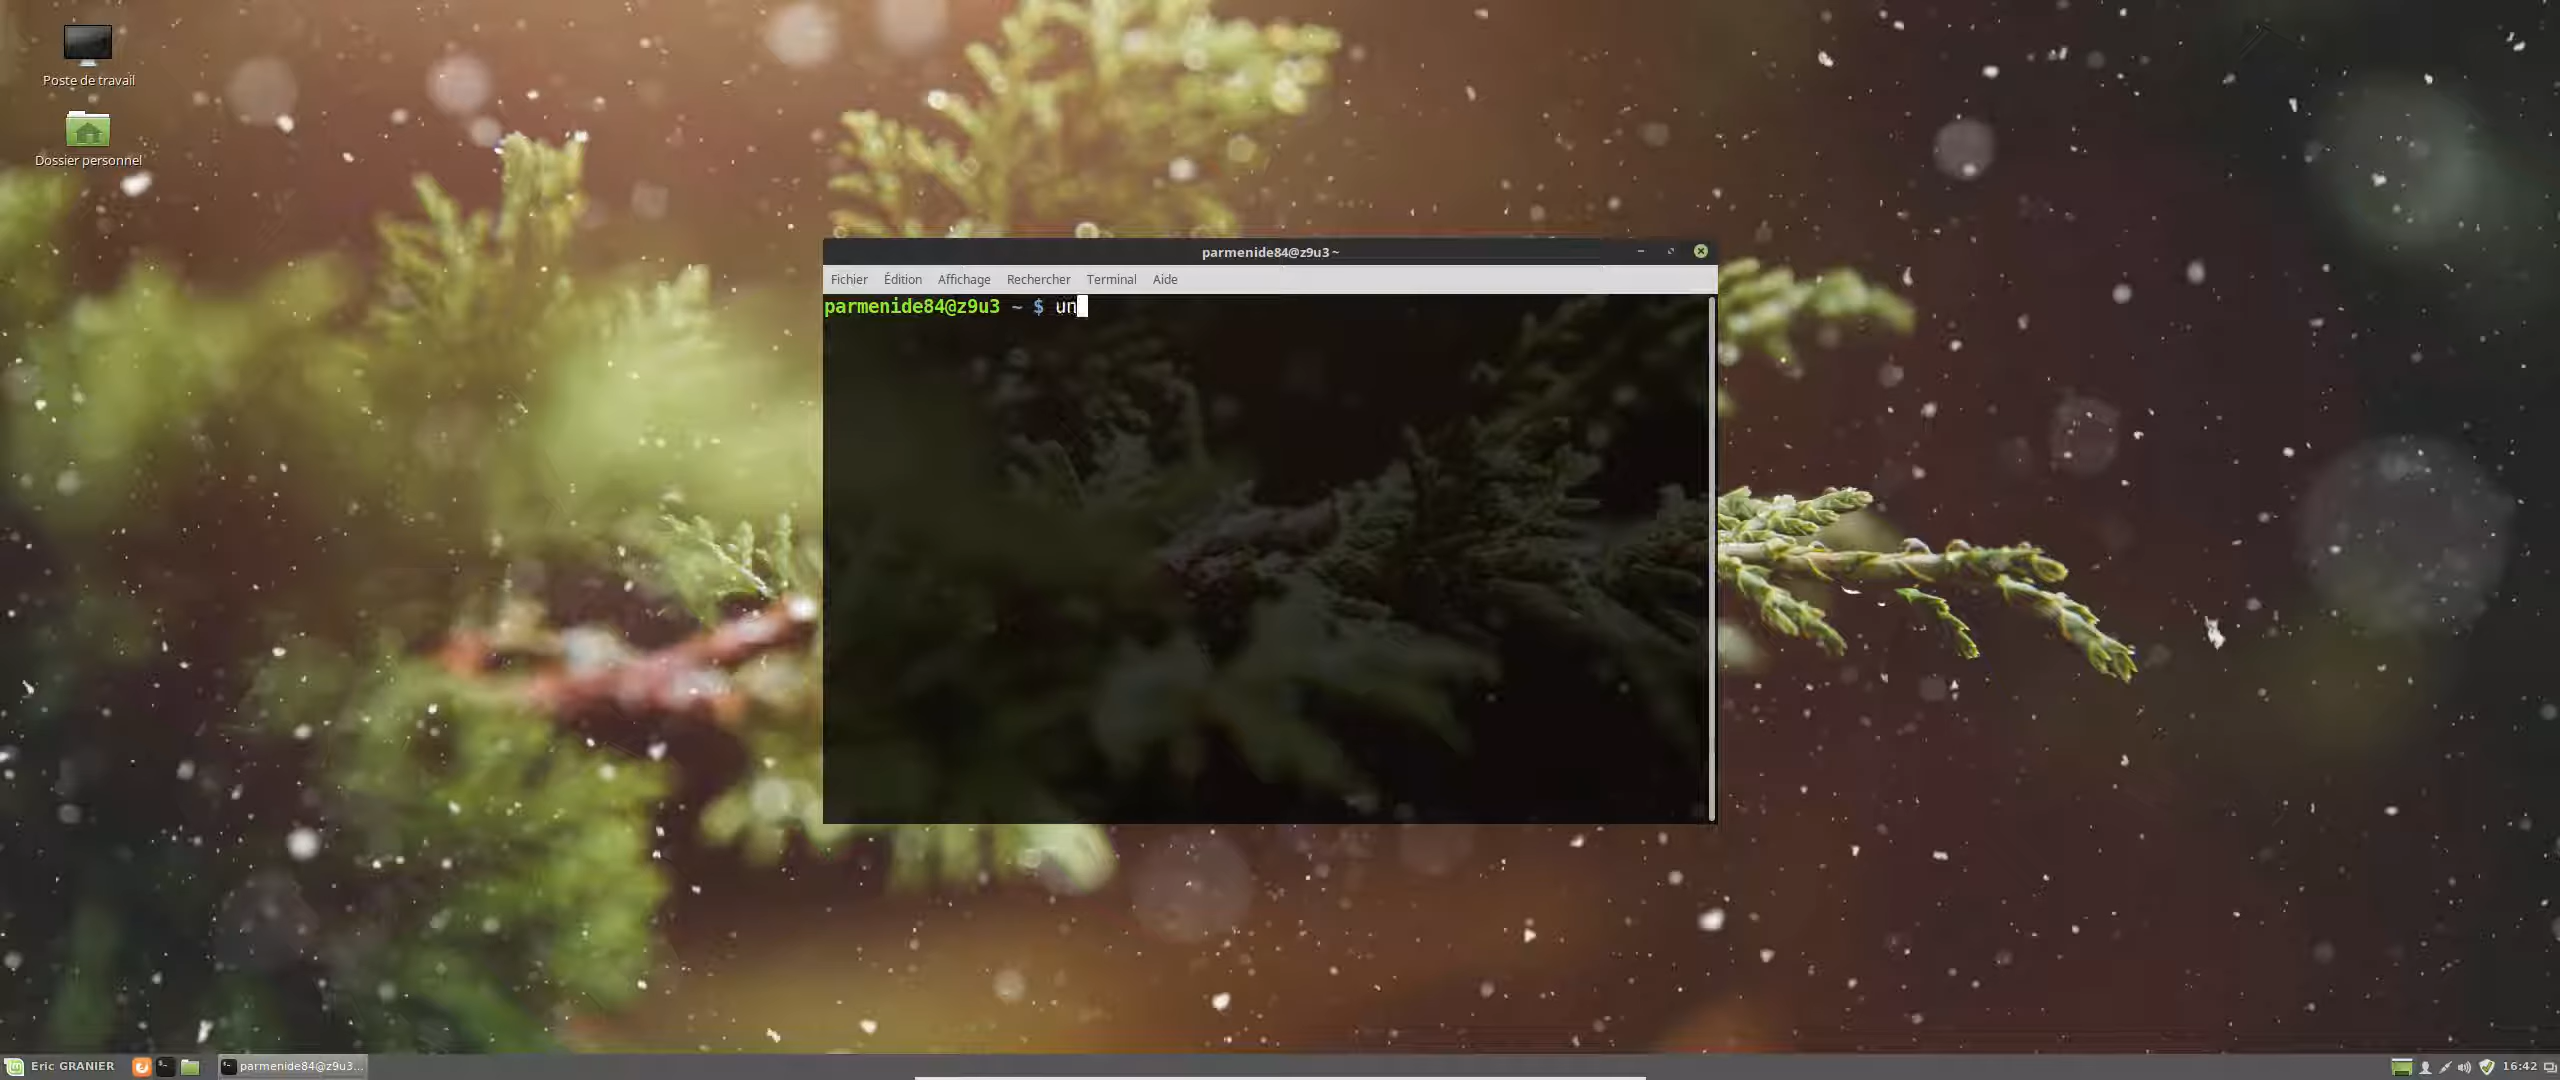 Poste de travail
Dossier personnel
parmenide84@z9u3 ~
Fichier Édition Affichage Rechercher Terminal Aide
parmenide84@z9u3 ~ $ un
Eric GRANIER
parmenide84@z9u3...
16:42